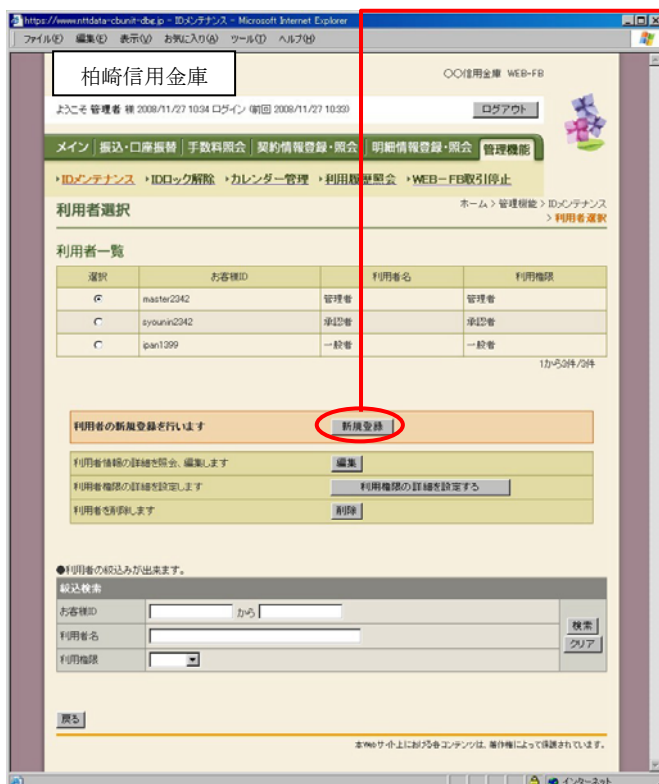 https://www.nttdata-cbunit-dbe.jp - IDメンテナンス - Microsoft Internet Explorer
ファイル(F) 編集(E) 表示(V) お気に入り(A) ツール(T) ヘルプ(H)
柏崎信用金庫
〇〇信用金庫 WEB-FB
ようこそ 管理者 様 2008/11/27 10:34 ログイン (前回 2008/11/27 10:33)
ログアウト
メイン 振込・口座振替 手数料照会 契約情報登録・照会 明細情報登録・照会 管理機能
IDメンテナンス IDロック解除 カレンダー管理 利用履歴照会 WEB-FB取引停止
利用者選択
ホーム > 管理機能 > IDメンテナンス
> 利用者選択
利用者一覧
選択 お客様ID 利用者名 利用権限
master2342 管理者 管理者
syounin2342 承認者 承認者
ipan1399 一般者 一般者
1から3件/3件
利用者の新規登録を行います 新規登録
利用者情報の詳細を照会、編集します 編集
利用者権限の詳細を設定します 利用権限の詳細を設定する
利用者を削除します 削除
●利用者の絞込みが出来ます。
絞込検索
お客様ID から
利用者名
利用権限
検索
クリア
戻る
本Webサイト上における各コンテンツは、著作権によって保護されています。
インターネット